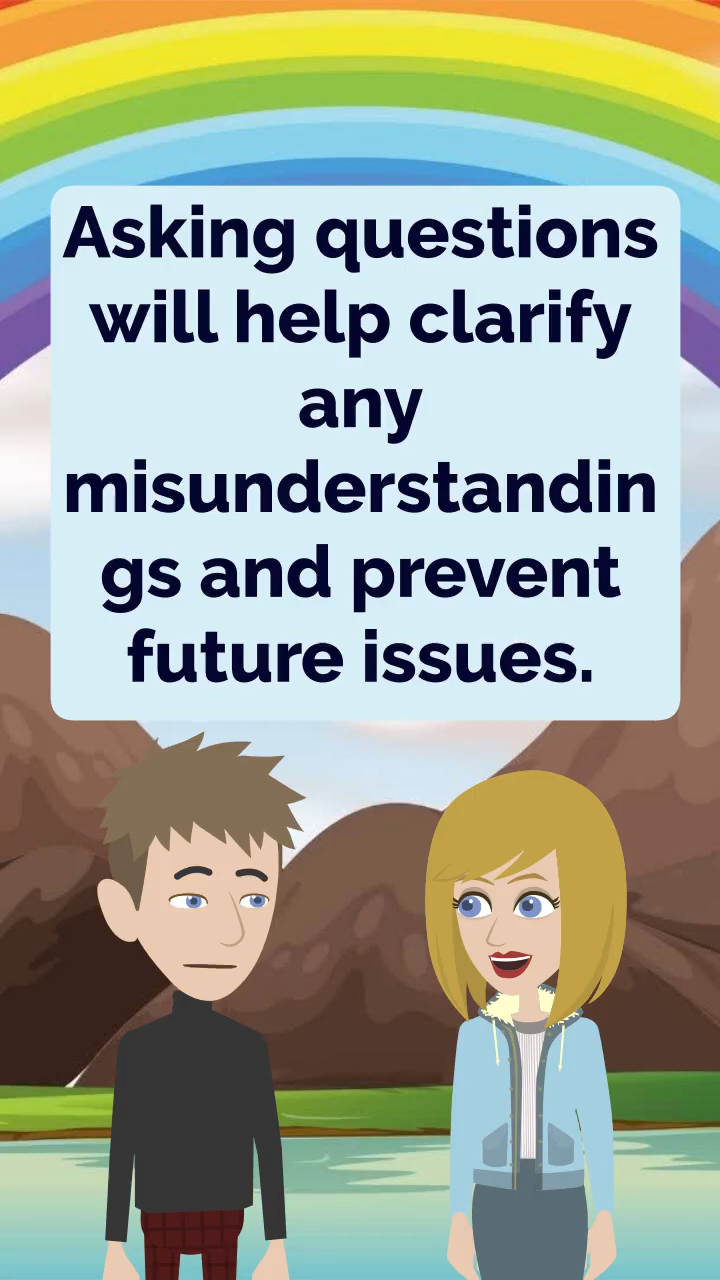 Asking questions
will help clarify
any
misunderstandin
gs and prevent
future issues.